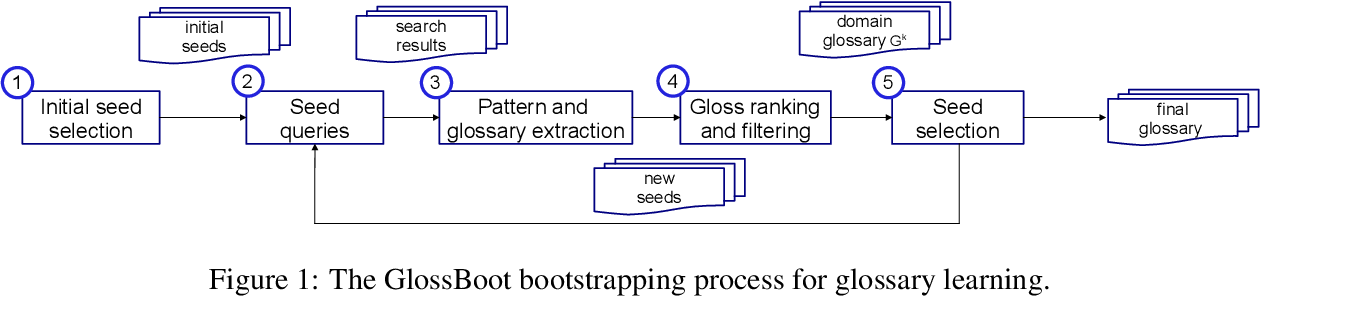 initial
seeds
search
results
domain
glossary Gᵏ
1
Initial seed
selection
2
Seed
queries
3
Pattern and
glossary extraction
4
Gloss ranking
and filtering
5
Seed
selection
final
glossary
new
seeds
Figure 1: The GlossBoot bootstrapping process for glossary learning.